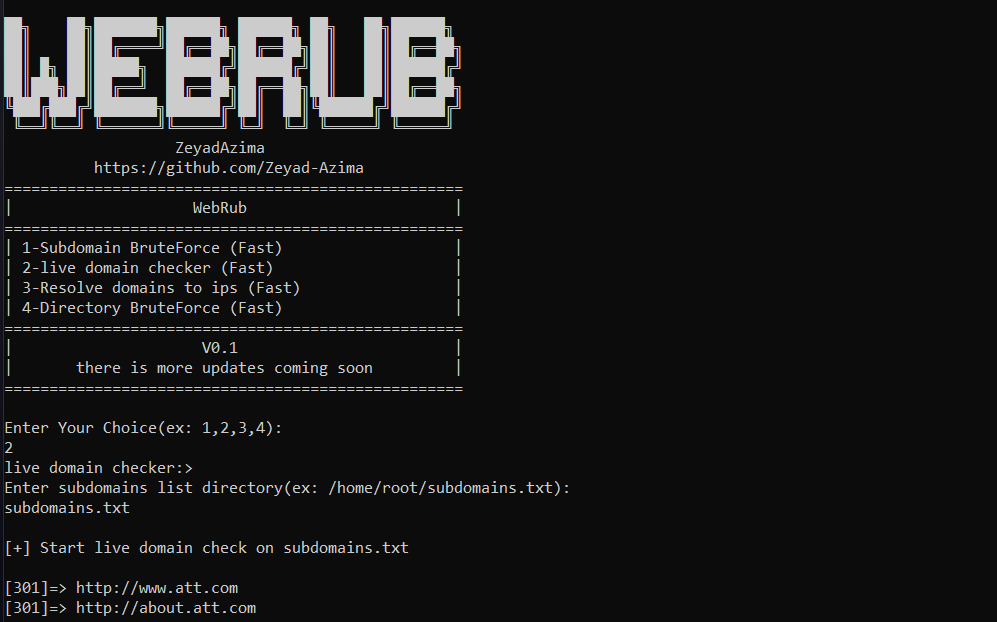 WEBRUB
ZeyadAzima
https://github.com/Zeyad-Azima
==================================================
| WebRub |
==================================================
| 1-Subdomain BruteForce (Fast) |
| 2-live domain checker (Fast) |
| 3-Resolve domains to ips (Fast) |
| 4-Directory BruteForce (Fast) |
==================================================
| V0.1 |
| there is more updates coming soon |
==================================================
Enter Your Choice(ex: 1,2,3,4):
2
live domain checker:>
Enter subdomains list directory(ex: /home/root/subdomains.txt):
subdomains.txt
[+] Start live domain check on subdomains.txt
[301]=> http://www.att.com
[301]=> http://about.att.com